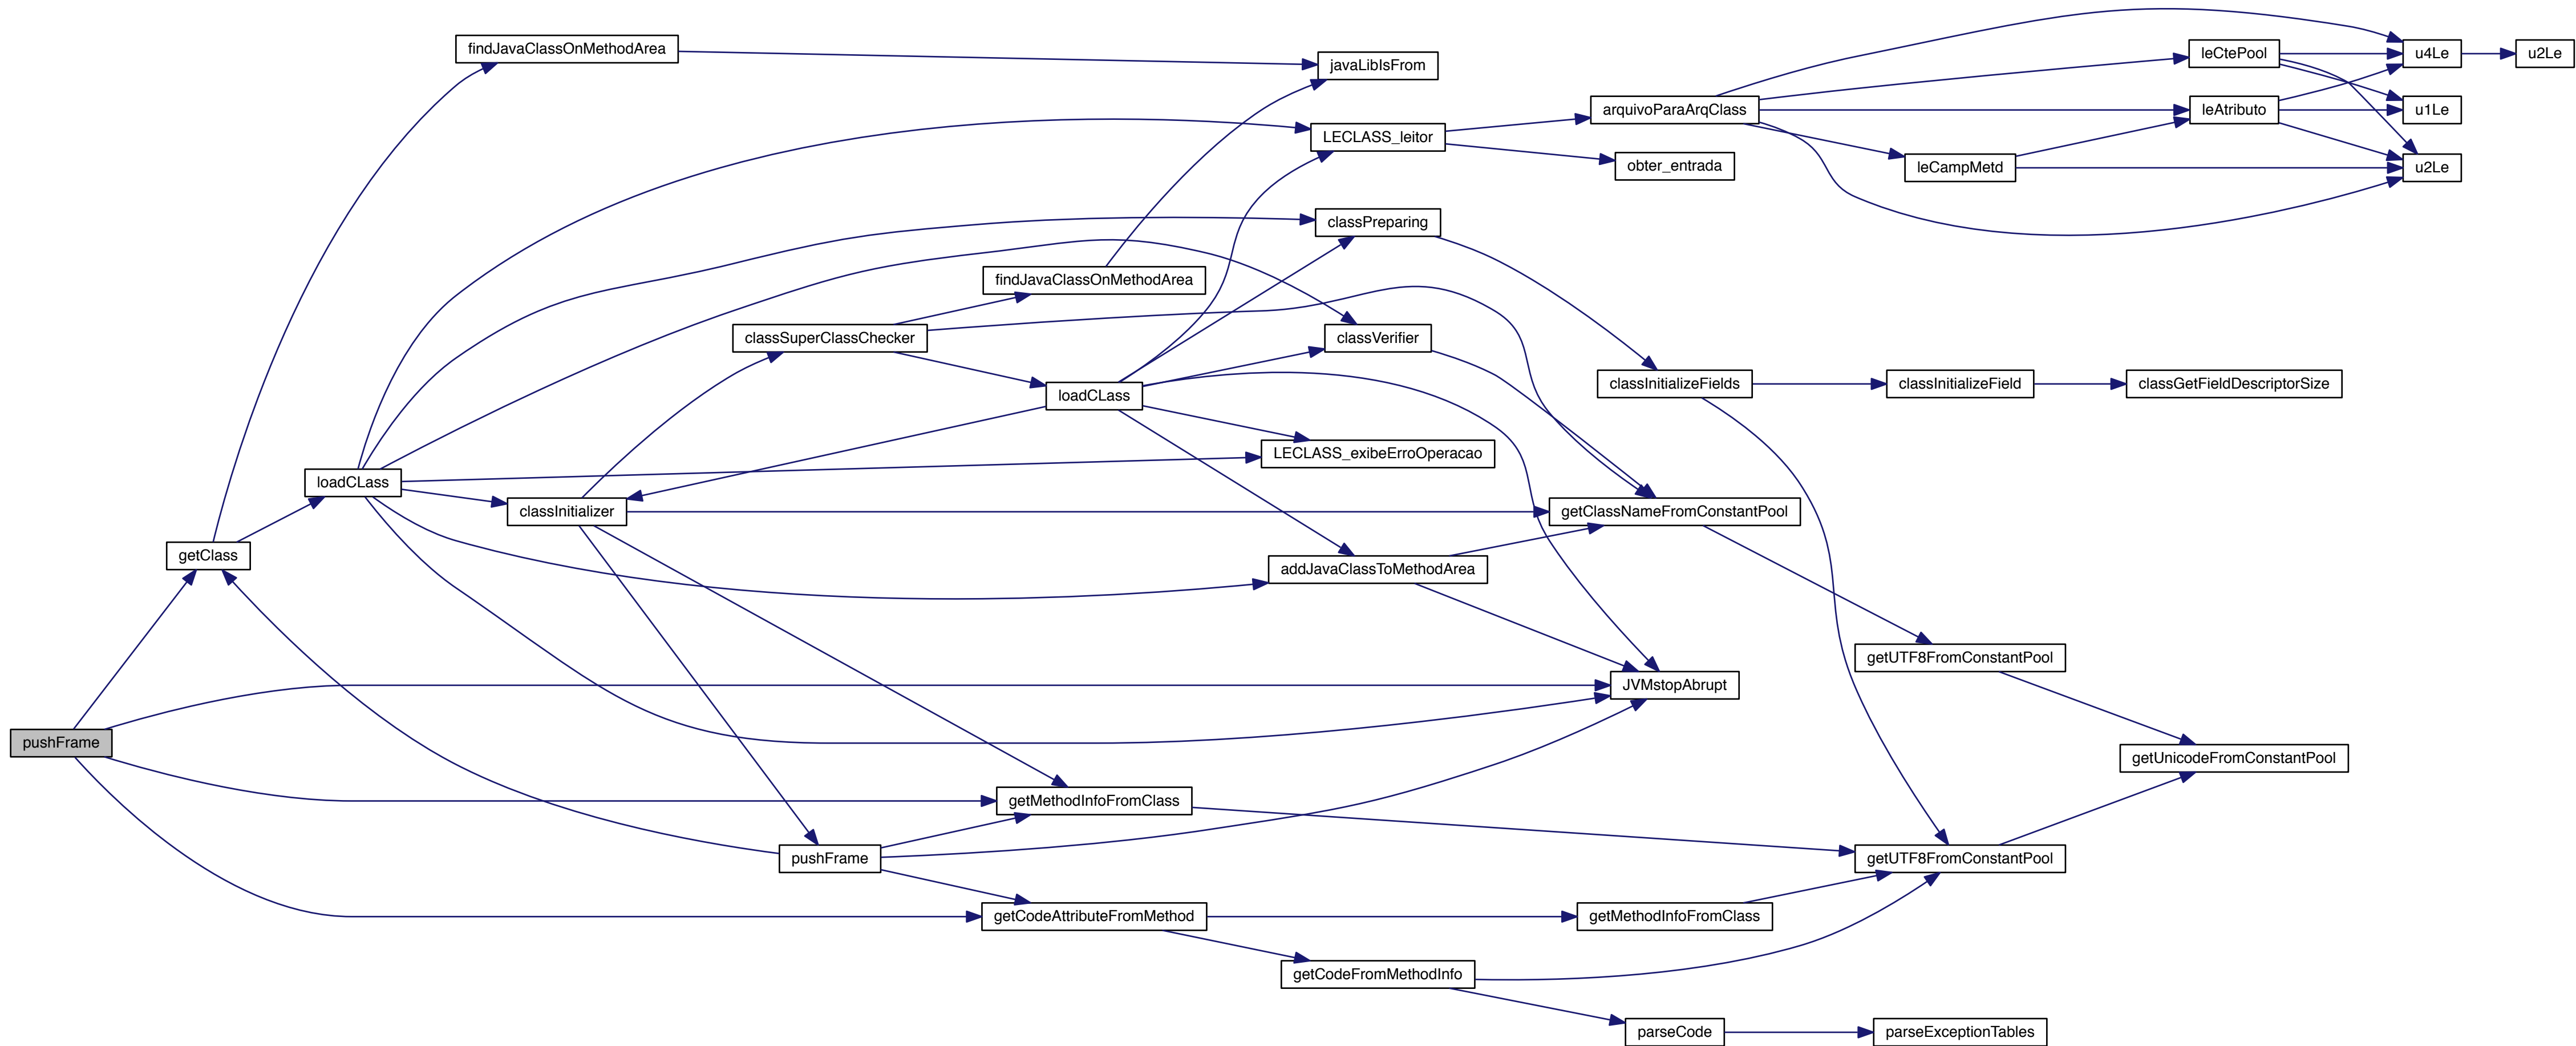 findJavaClassOnMethodArea
javaLibIsFrom
leCtePool
u4Le
u2Le
arquivoParaArqClass
leAtributo
u1Le
LECLASS_leitor
obter_entrada
leCampMetd
u2Le
classPreparing
findJavaClassOnMethodArea
classSuperClassChecker
classVerifier
loadCLass
classInitializeFields
classInitializeField
classGetFieldDescriptorSize
LECLASS_exibeErroOperacao
loadCLass
classInitializer
getClassNameFromConstantPool
getClass
addJavaClassToMethodArea
getUTF8FromConstantPool
JVMstopAbrupt
pushFrame
getUnicodeFromConstantPool
getMethodInfoFromClass
pushFrame
getUTF8FromConstantPool
getCodeAttributeFromMethod
getMethodInfoFromClass
getCodeFromMethodInfo
parseCode
parseExceptionTables